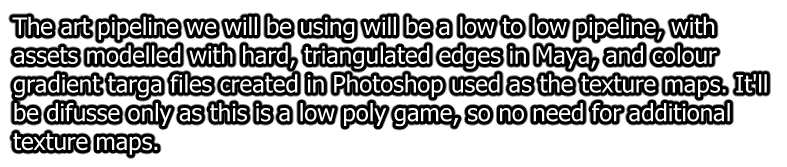 The art pipeline we will be using will be a low to low pipeline, with
assets modelled with hard, triangulated edges in Maya, and colour
gradient targa files created in Photoshop used as the texture maps. It'll
be difusse only as this is a low poly game, so no need for additional
texture maps.